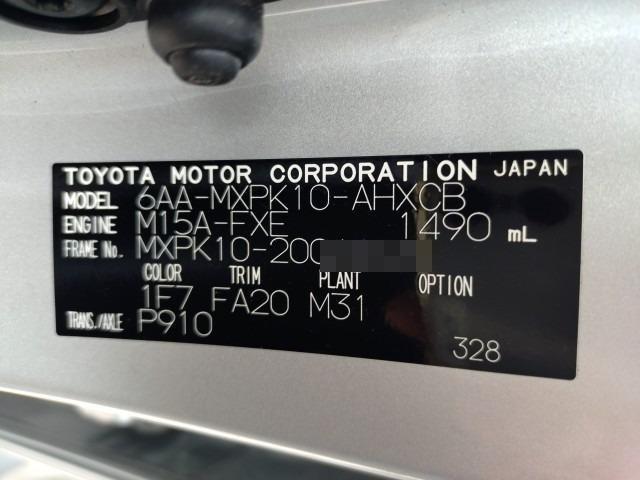 TOYOTA MOTOR CORPORATION JAPAN
MODEL 6AA-MXPK10-AHXCB
ENGINE M15A-FXE 1490 mL
FRAME No. MXPK10-200
COLOR TRIM PLANT OPTION
1F7 FA20 M31
TRANS./AXLE P910
328